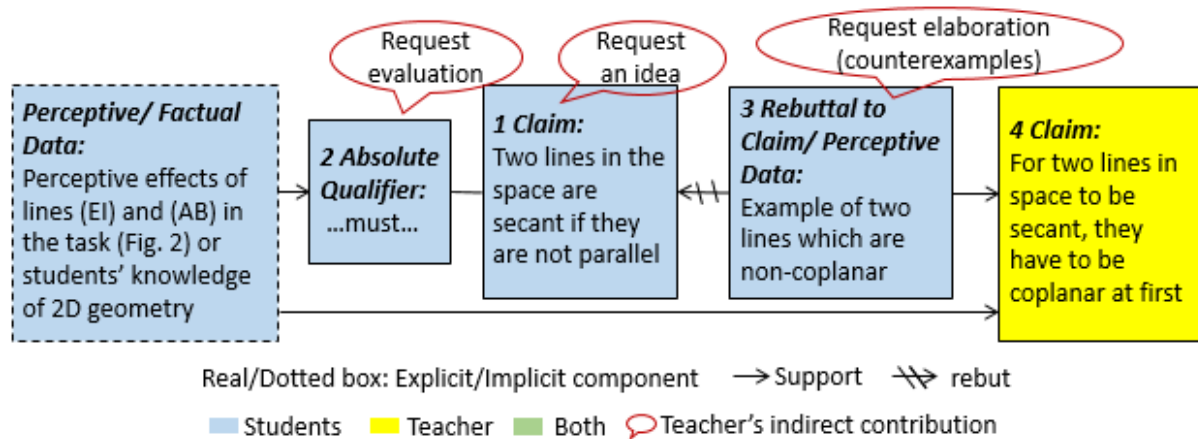 Request
evaluation
Request
an idea
Request elaboration
(counterexamples)
Perceptive/ Factual
Data:
Perceptive effects of
lines (EI) and (AB) in
the task (Fig. 2) or
students' knowledge
of 2D geometry
2 Absolute
Qualifier:
...must...
1 Claim:
Two lines in the
space are
secant if they
are not parallel
3 Rebuttal to
Claim/ Perceptive
Data:
Example of two
lines which are
non-coplanar
4 Claim:
For two lines in
space to be
secant, they
have to be
coplanar at first
Real/Dotted box: Explicit/Implicit component Support rebut
Students Teacher Both Teacher's indirect contribution